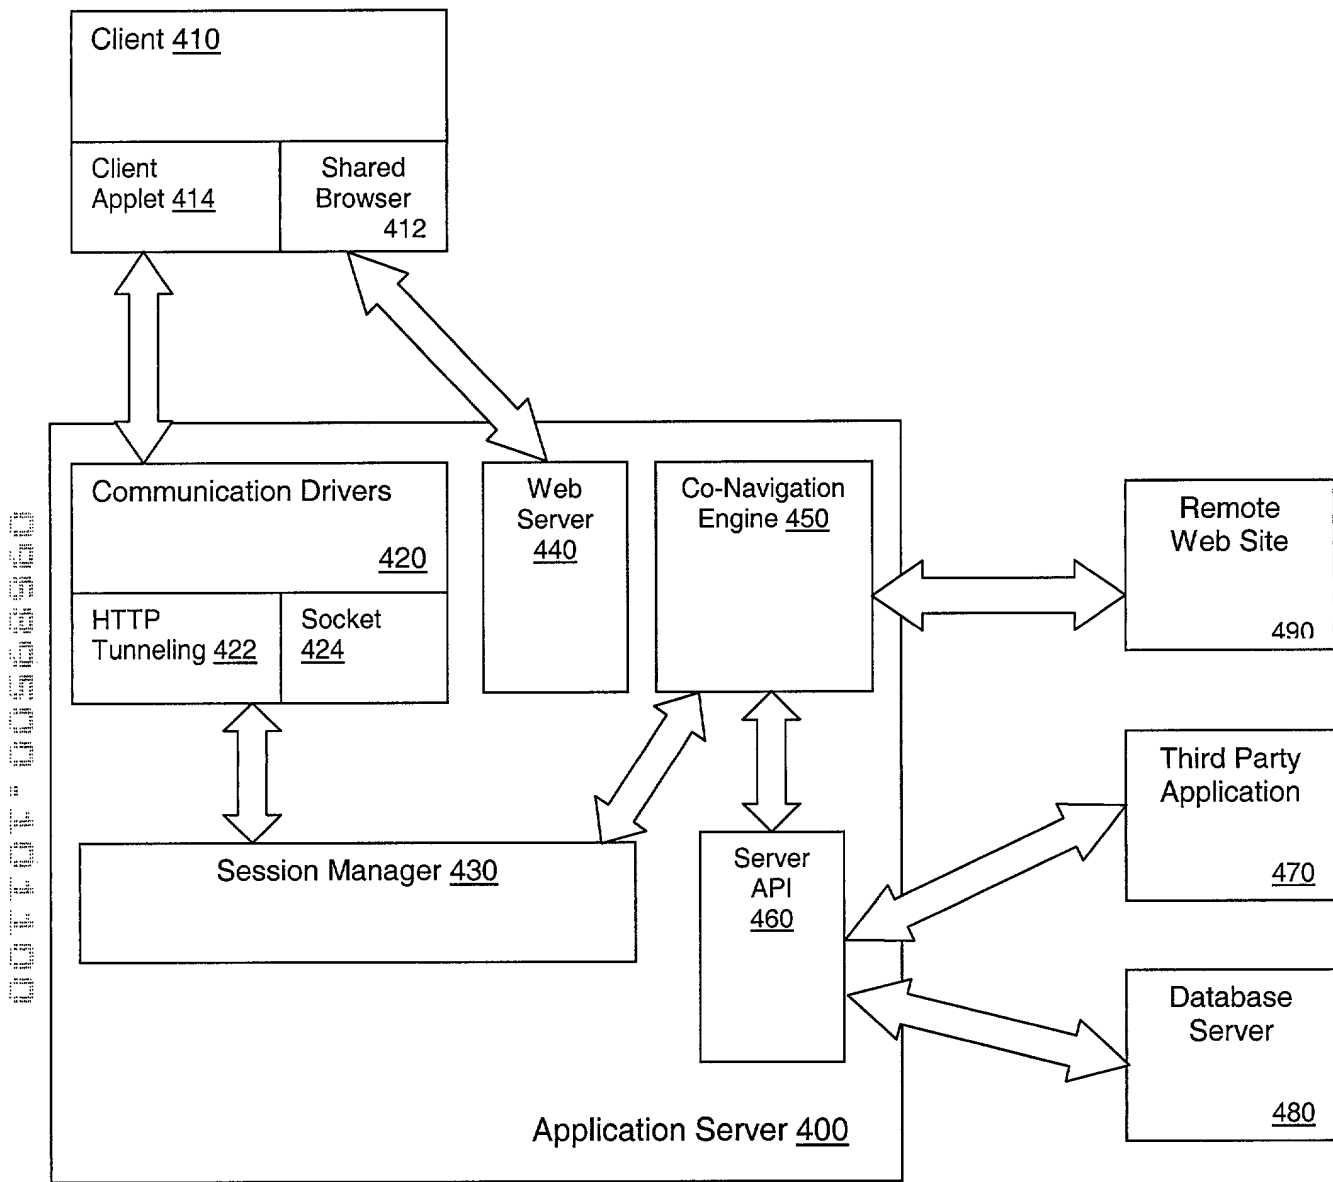 Client 410
Client
Applet 414
Shared
Browser
412
Communication Drivers
420
HTTP
Tunneling 422
Socket
424
Web
Server
440
Co-Navigation
Engine 450
Remote
Web Site
490
Session Manager 430
Server
API
460
Third Party
Application
470
Database
Server
480
Application Server 400